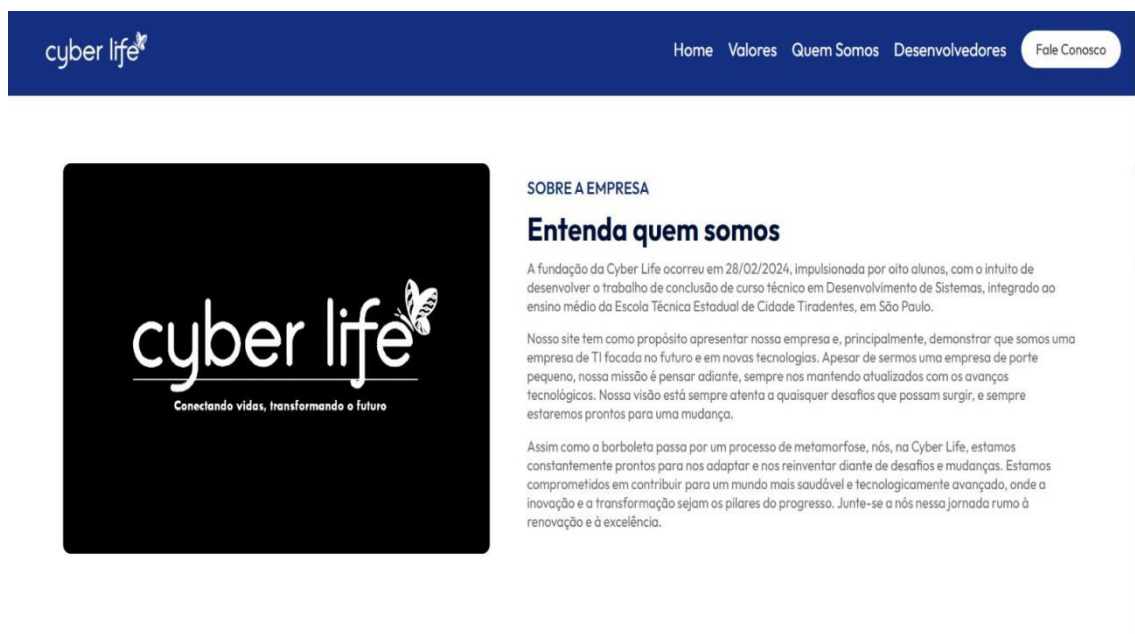 cyber life
Home Valores Quem Somos Desenvolvedores Fale Conosco
cyber life
Conectando vidas, transformando o futuro
SOBRE A EMPRESA
Entenda quem somos
A fundação da Cyber Life ocorreu em 28/02/2024, impulsionada por oito alunos, com o intuito de
desenvolver o trabalho de conclusão de curso técnico em Desenvolvimento de Sistemas, integrado ao
ensino médio da Escola Técnica Estadual de Cidade Tiradentes, em São Paulo.
Nosso site tem como propósito apresentar nossa empresa e, principalmente, demonstrar que somos uma
empresa de TI focada no futuro e em novas tecnologias. Apesar de sermos uma empresa de porte
pequeno, nossa missão é pensar adiante, sempre nos mantendo atualizados com os avanços
tecnológicos. Nossa visão está sempre atenta a quaisquer desafios que possam surgir, e sempre
estaremos prontos para uma mudança.
Assim como a borboleta passa por um processo de metamorfose, nós, na Cyber Life, estamos
constantemente prontos para nos adaptar e nos reinventar diante de desafios e mudanças. Estamos
comprometidos em contribuir para um mundo mais saudável e tecnologicamente avançado, onde a
inovação e a transformação sejam os pilares do progresso. Junte-se a nós nessa jornada rumo à
renovação e à excelência.